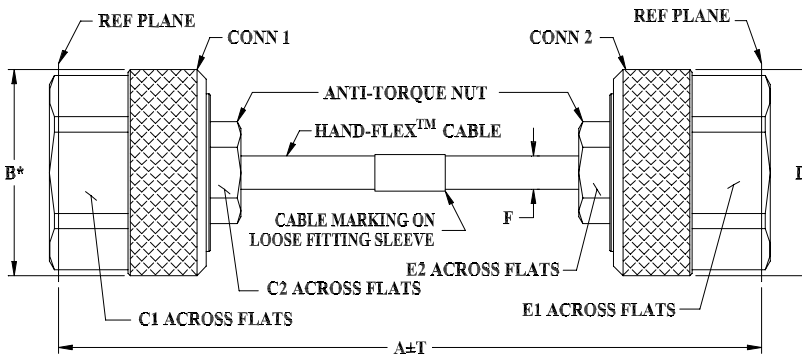 REF PLANE
REF PLANE
CONN 1
CONN 2
ANTI-TORQUE NUT
HAND-FLEX™ CABLE
B*
F
CABLE MARKING ON
LOOSE FITTING SLEEVE
E2 ACROSS FLATS
C2 ACROSS FLATS
E1 ACROSS FLATS
C1 ACROSS FLATS
A±T